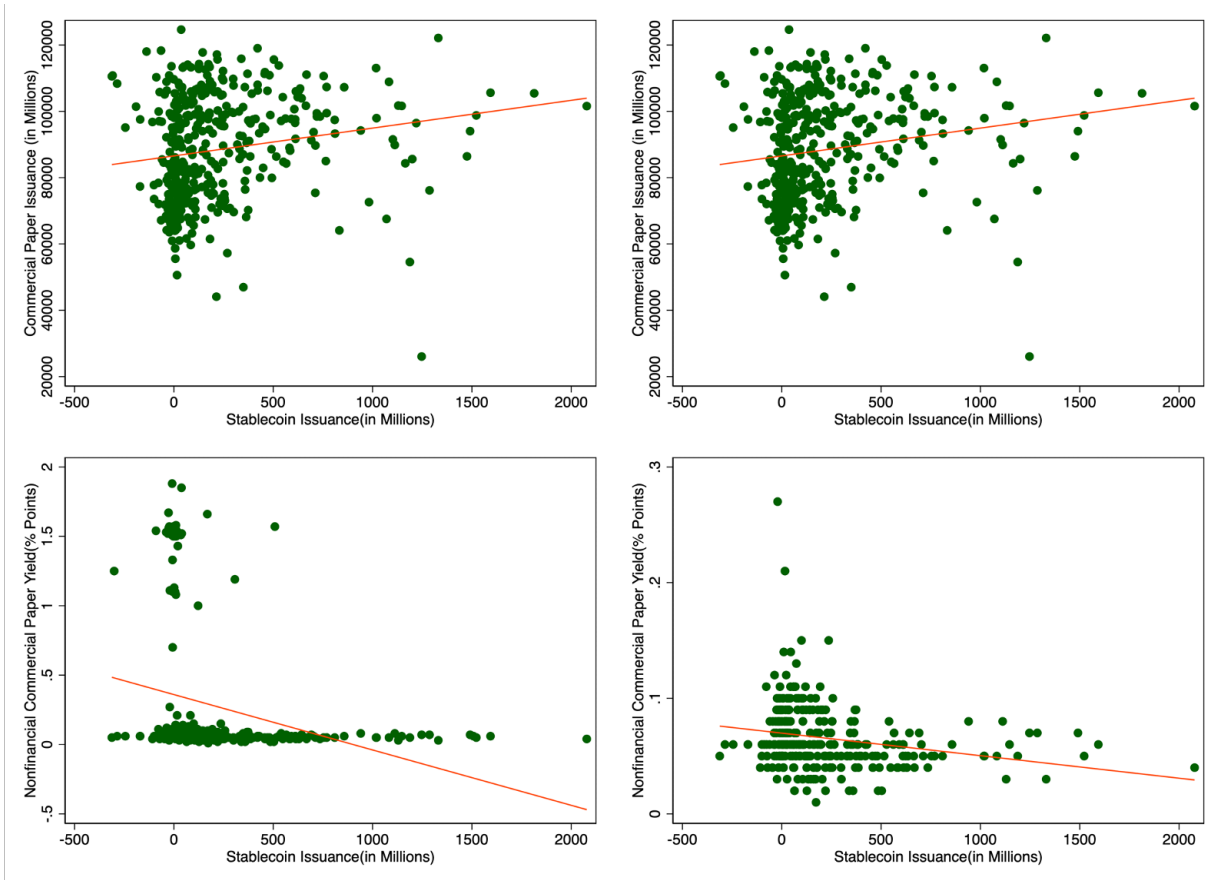 Commercial Paper Issuance (in Millions)
120000
100000
80000
60000
40000
20000
-500 0 500 1000 1500 2000
Stablecoin Issuance(in Millions)
Commercial Paper Issuance (in Millions)
120000
100000
80000
60000
40000
20000
-500 0 500 1000 1500 2000
Stablecoin Issuance(in Millions)
Nonfinancial Commercial Paper Yield(% Points)
2
1.5
1
.5
0
-.5
-500 0 500 1000 1500 2000
Stablecoin Issuance(in Millions)
Nonfinancial Commercial Paper Yield(% Points)
.3
.2
.1
0
-500 0 500 1000 1500 2000
Stablecoin Issuance(in Millions)